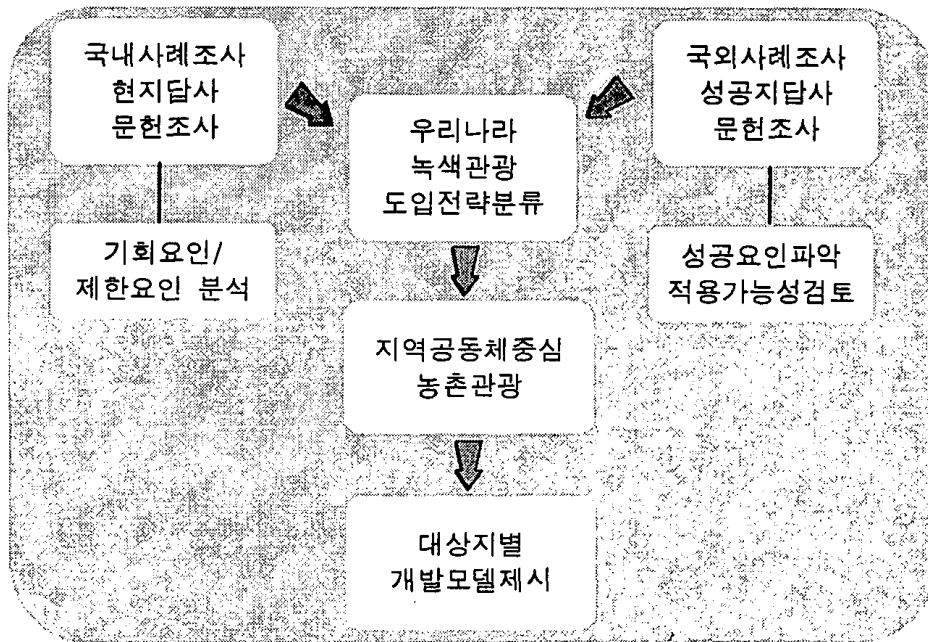 국내사례조사
현지답사
문헌조사
국외사례조사
성공지답사
문헌조사
우리나라
녹색관광
도입전략분류
기회요인/
제한요인 분석
성공요인파악
적용가능성검토
지역공동체중심
농촌관광
대상지별
개발모델제시